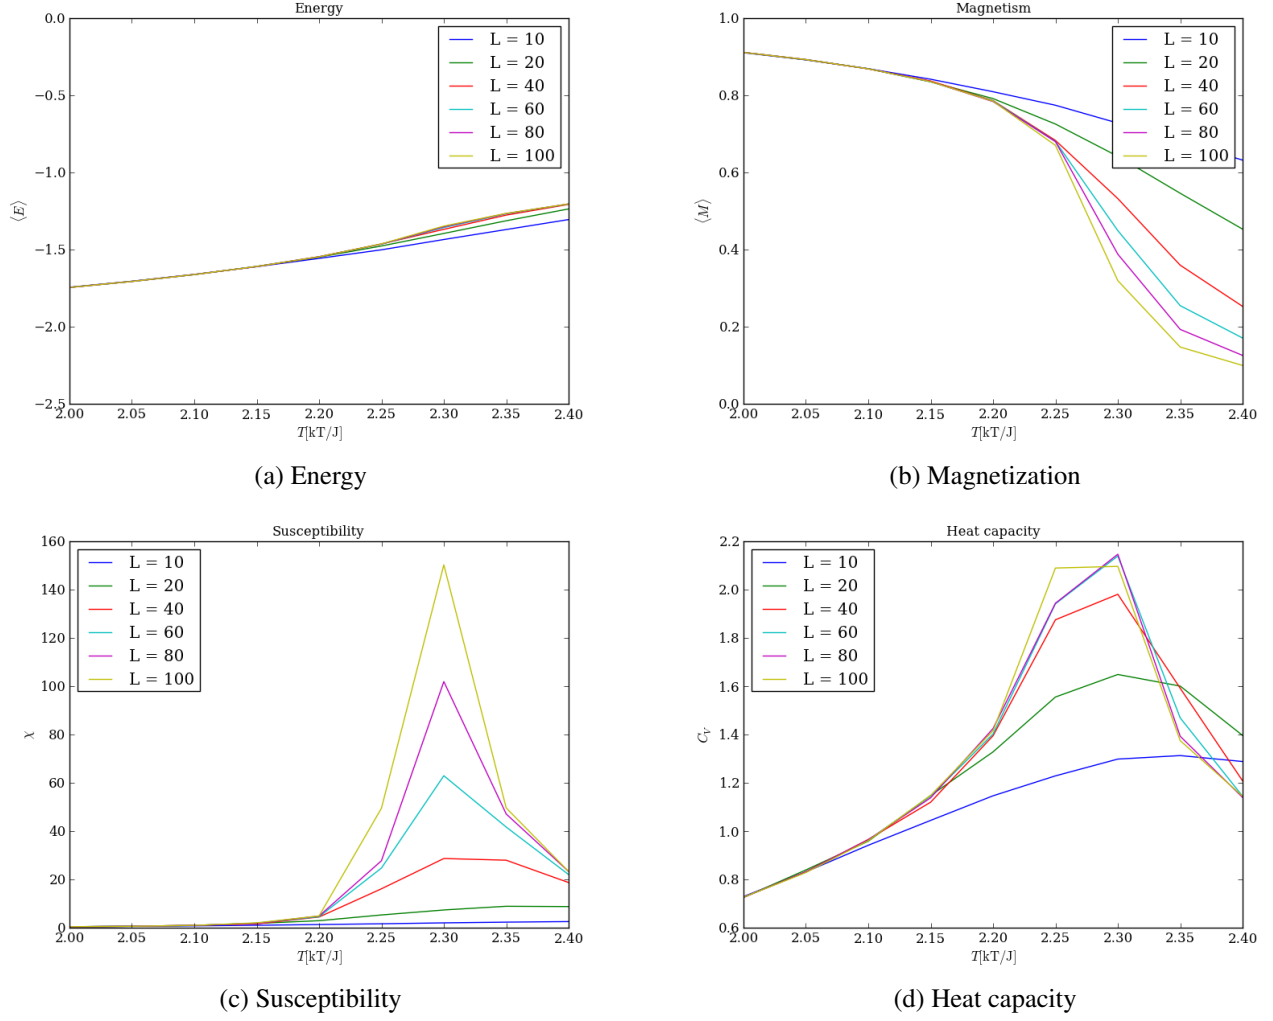 Energy
0.0
−0.5
−1.0
−1.5
−2.0
−2.5
⟨E⟩
L = 10
L = 20
L = 40
L = 60
L = 80
L = 100
2.00 2.05 2.10 2.15 2.20 2.25 2.30 2.35 2.40
T[kT/J]
(a) Energy
Magnetism
1.0
0.8
0.6
0.4
0.2
0.0
⟨M⟩
L = 10
L = 20
L = 40
L = 60
L = 80
L = 100
2.00 2.05 2.10 2.15 2.20 2.25 2.30 2.35 2.40
T[kT/J]
(b) Magnetization
Susceptibility
160
140
120
100
80
60
40
20
0
χ
L = 10
L = 20
L = 40
L = 60
L = 80
L = 100
2.00 2.05 2.10 2.15 2.20 2.25 2.30 2.35 2.40
T[kT/J]
(c) Susceptibility
Heat capacity
2.2
2.0
1.8
1.6
1.4
1.2
1.0
0.8
0.6
C_V
L = 10
L = 20
L = 40
L = 60
L = 80
L = 100
2.00 2.05 2.10 2.15 2.20 2.25 2.30 2.35 2.40
T[kT/J]
(d) Heat capacity